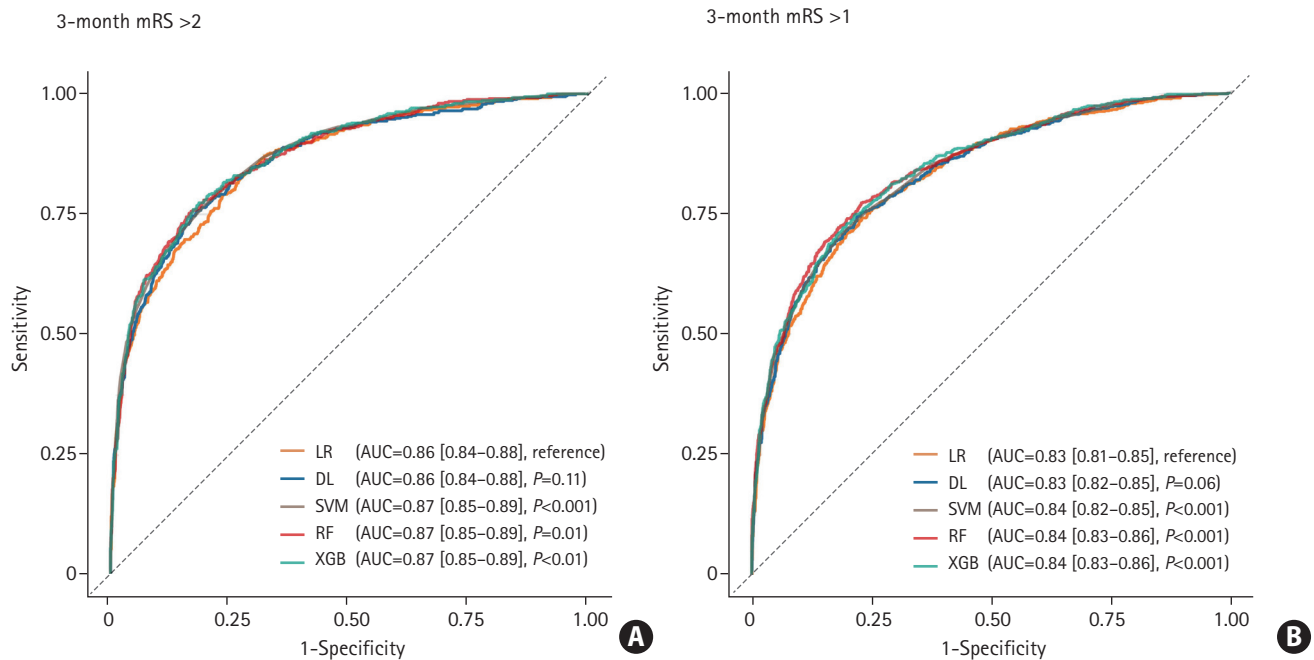 3-month mRS >2
1.00
0.75
0.50
0.25
0
Sensitivity
LR (AUC=0.86 [0.84–0.88], reference)
DL (AUC=0.86 [0.84–0.88], P=0.11)
SVM (AUC=0.87 [0.85–0.89], P<0.001)
RF (AUC=0.87 [0.85–0.89], P=0.01)
XGB (AUC=0.87 [0.85–0.89], P<0.01)
0 0.25 0.50 0.75 1.00
1-Specificity
A
3-month mRS >1
1.00
0.75
0.50
0.25
0
Sensitivity
LR (AUC=0.83 [0.81–0.85], reference)
DL (AUC=0.83 [0.82–0.85], P=0.06)
SVM (AUC=0.84 [0.82–0.85], P<0.001)
RF (AUC=0.84 [0.83–0.86], P<0.001)
XGB (AUC=0.84 [0.83–0.86], P<0.001)
0 0.25 0.50 0.75 1.00
1-Specificity
B